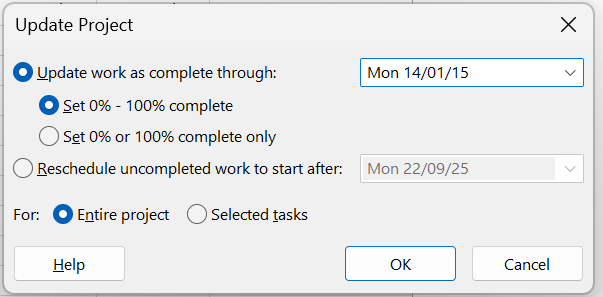 Update Project
Update work as complete through: Mon 14/01/15
Set 0% - 100% complete
Set 0% or 100% complete only
Reschedule uncompleted work to start after: Mon 22/09/25
For: Entire project Selected tasks
Help OK Cancel